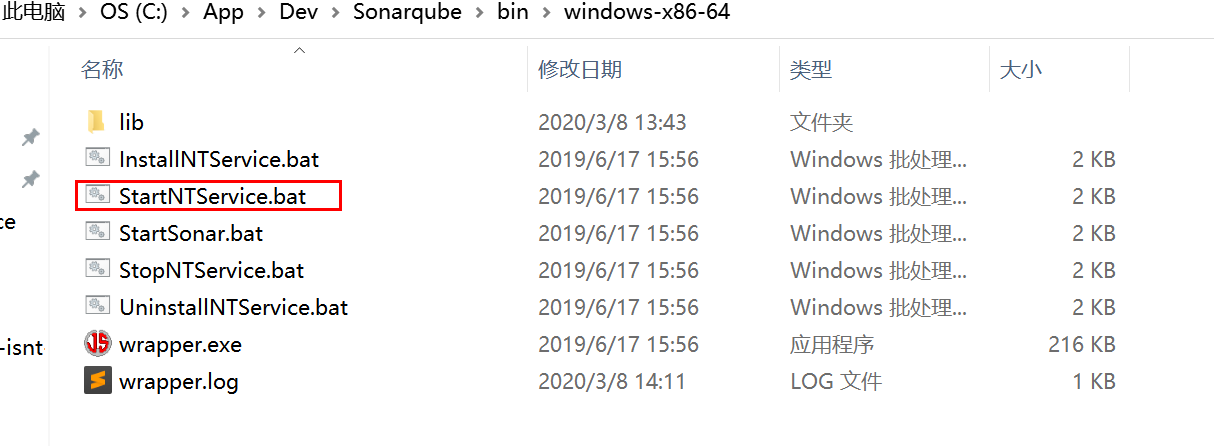 此电脑 > OS (C:) > App > Dev > Sonarqube > bin > windows-x86-64
名称 修改日期 类型 大小
lib 2020/3/8 13:43 文件夹
InstallNTService.bat 2019/6/17 15:56 Windows 批处理... 2 KB
StartNTService.bat 2019/6/17 15:56 Windows 批处理... 2 KB
ce
StartSonar.bat 2019/6/17 15:56 Windows 批处理... 2 KB
StopNTService.bat 2019/6/17 15:56 Windows 批处理... 2 KB
UninstallNTService.bat 2019/6/17 15:56 Windows 批处理... 2 KB
-isnt- wrapper.exe 2019/6/17 15:56 应用程序 216 KB
wrapper.log 2020/3/8 14:11 LOG 文件 1 KB